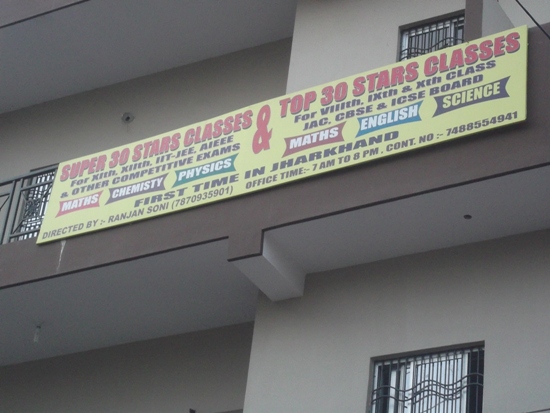 SUPER 30 STARS CLASSES
For XIth, XIIth, IIT-JEE, AIEEE
& OTHER COMPETITIVE EXAMS
MATHS CHEMISTY PHYSICS
&
TOP 30 STARS CLASSES
For VIIIth, IXth & Xth CLASS
JAC, CBSE & ICSE BOARD
MATHS ENGLISH SCIENCE
FIRST TIME IN JHARKHAND
DIRECTED BY :- RANJAN SONI (7870935901)
OFFICE TIME:- 7 AM TO 8 PM . CONT. NO :- 7488554941